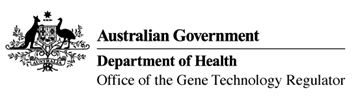 Australian Government
Department of Health
Office of the Gene Technology Regulator